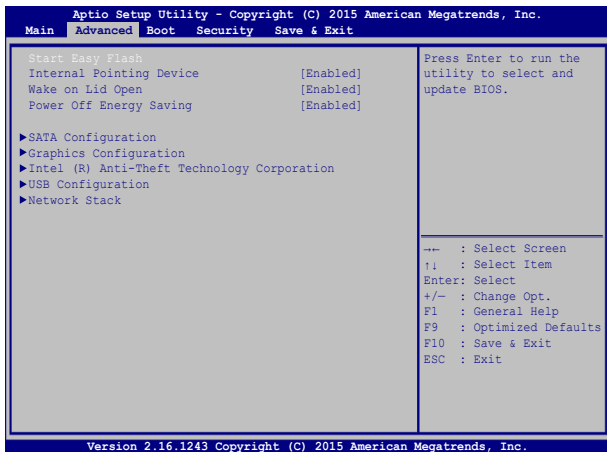 Aptio Setup Utility - Copyright (C) 2015 American Megatrends, Inc.
Main Advanced Boot Security Save & Exit
Start Easy Flash
Internal Pointing Device [Enabled]
Wake on Lid Open [Enabled]
Power Off Energy Saving [Enabled]
▶SATA Configuration
▶Graphics Configuration
▶Intel (R) Anti-Theft Technology Corporation
▶USB Configuration
▶Network Stack
Press Enter to run the
utility to select and
update BIOS.
→← : Select Screen
↑↓ : Select Item
Enter: Select
+/— : Change Opt.
F1 : General Help
F9 : Optimized Defaults
F10 : Save & Exit
ESC : Exit
Version 2.16.1243 Copyright (C) 2015 American Megatrends, Inc.